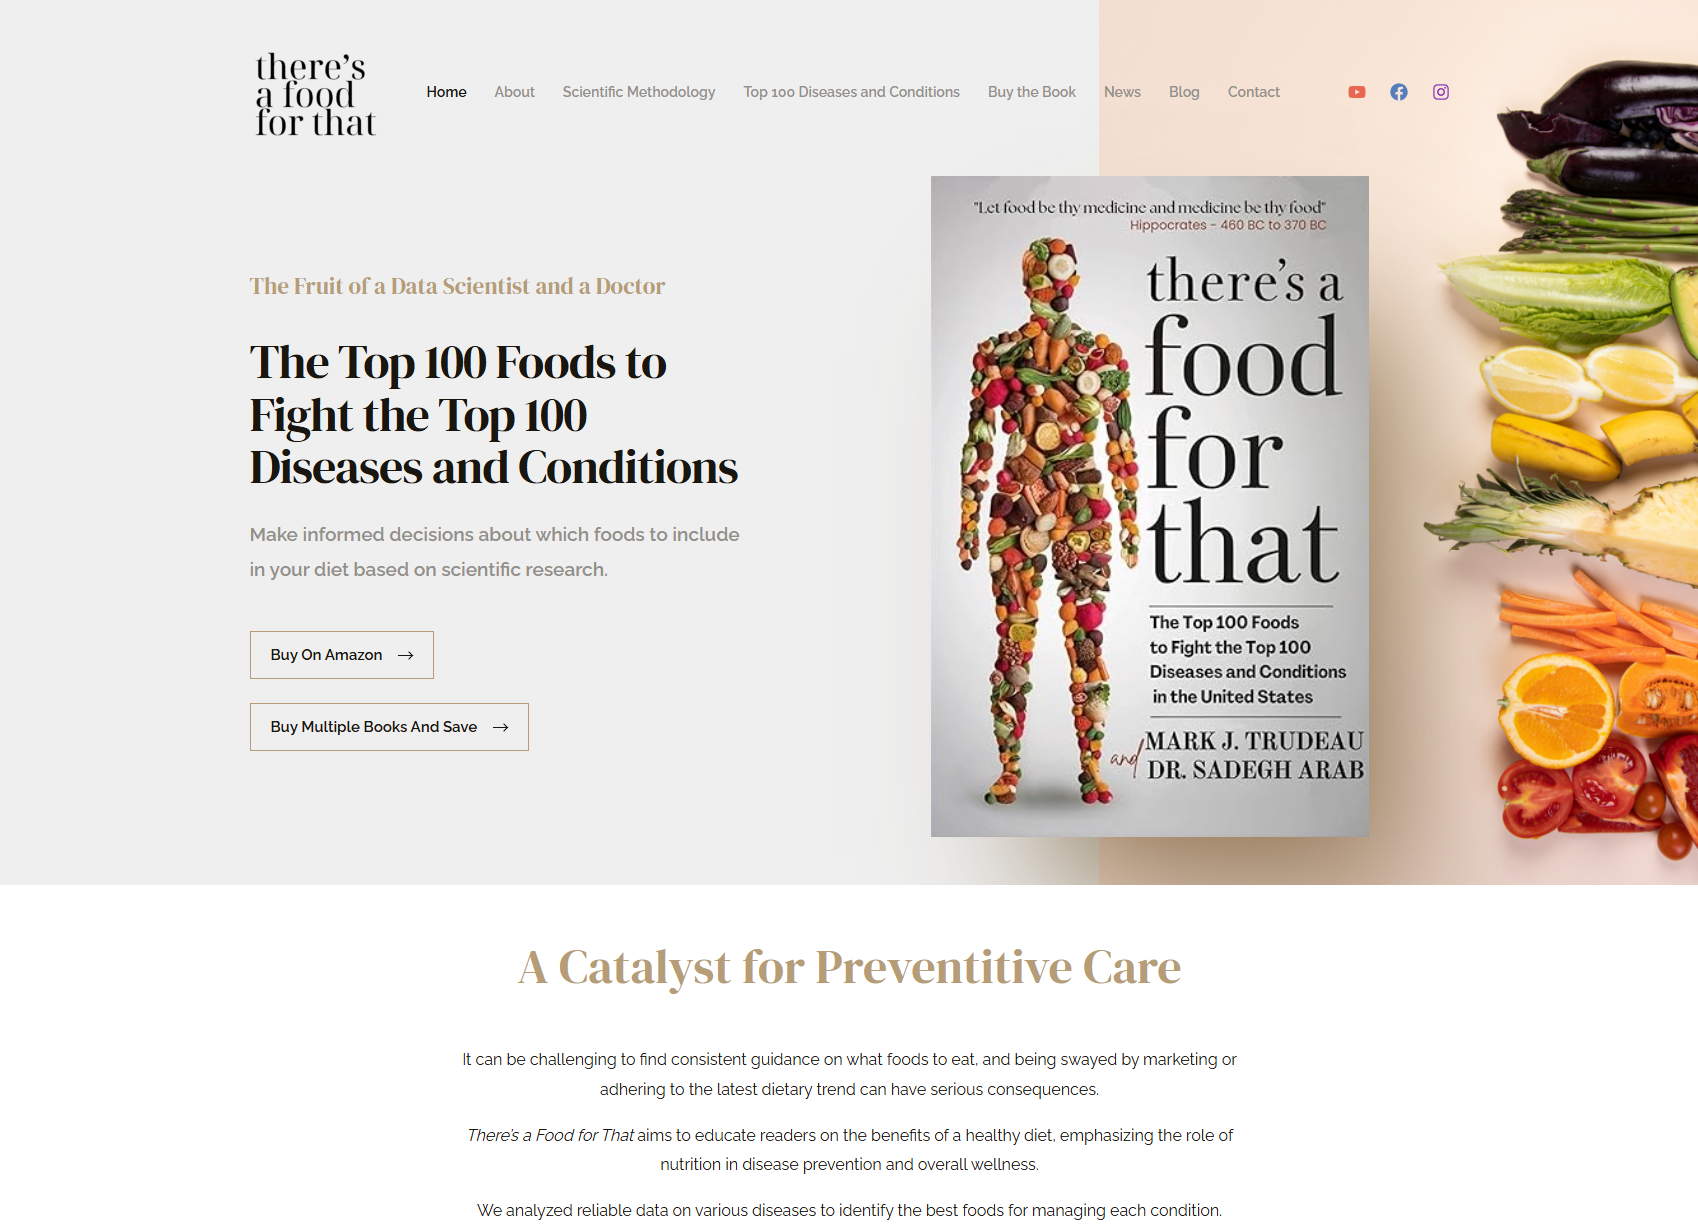 there's
a food
for that
Home
About
Scientific Methodology
Top 100 Diseases and Conditions
Buy the Book
News
Blog
Contact
The Fruit of a Data Scientist and a Doctor
The Top 100 Foods to
Fight the Top 100
Diseases and Conditions
Make informed decisions about which foods to include
in your diet based on scientific research.
Buy On Amazon
Buy Multiple Books And Save
"Let food be thy medicine and medicine be thy food"
Hippocrates - 460 BC to 370 BC
there's a
food
for
that
The Top 100 Foods
to Fight the Top 100
Diseases and Conditions
in the United States
MARK J. TRUDEAU
and DR. SADEGH ARAB
A Catalyst for Preventitive Care
It can be challenging to find consistent guidance on what foods to eat, and being swayed by marketing or
adhering to the latest dietary trend can have serious consequences.
There's a Food for That aims to educate readers on the benefits of a healthy diet, emphasizing the role of
nutrition in disease prevention and overall wellness.
We analyzed reliable data on various diseases to identify the best foods for managing each condition.